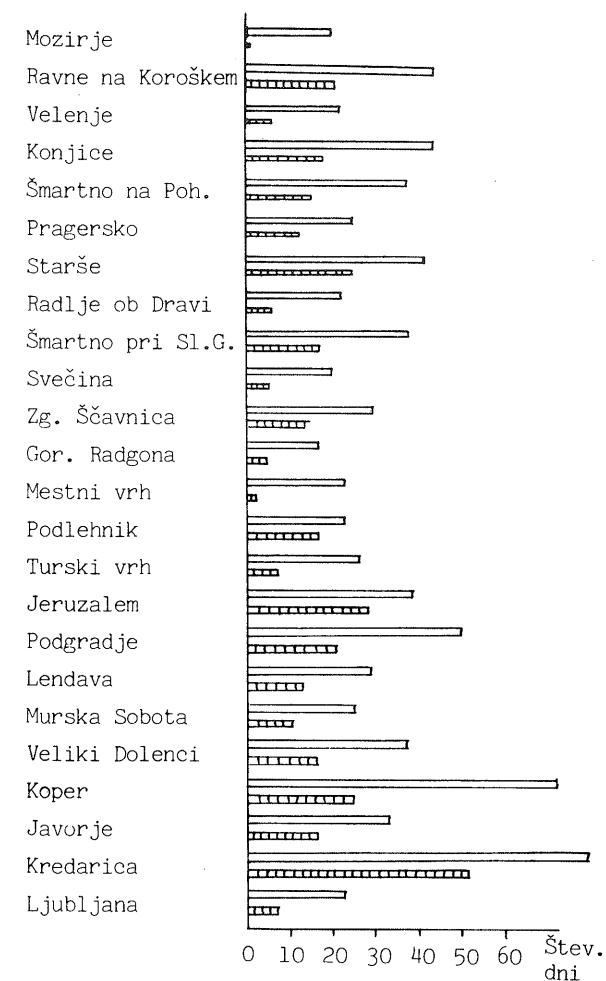 Mozirje
Ravne na Koroškem
Velenje
Konjice
Šmartno na Poh.
Pragersko
Starše
Radlje ob Dravi
Šmartno pri Sl.G.
Svečina
Zg. Ščavnica
Gor. Radgona
Mestni vrh
Podlehnik
Turski vrh
Jeruzalem
Podgradje
Lendava
Murska Sobota
Veliki Dolenci
Koper
Javorje
Kredarica
Ljubljana
0 10 20 30 40 50 60 Štev.
dni